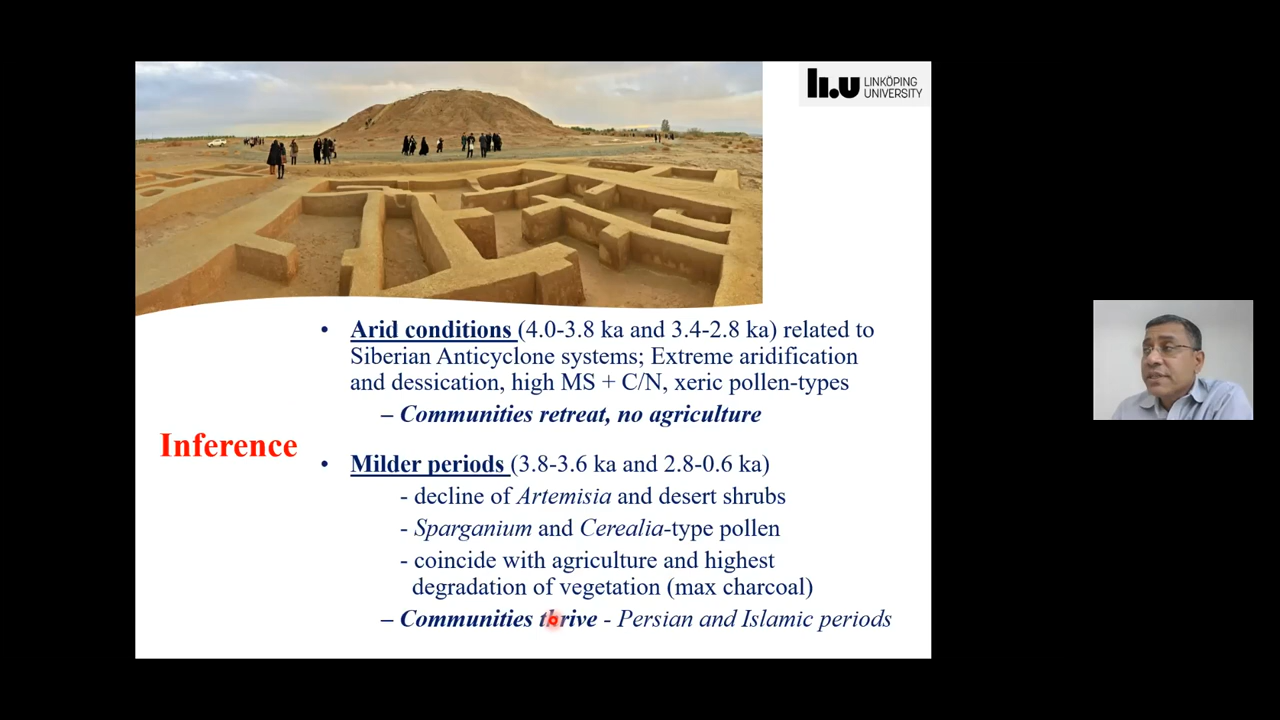 LINKÖPING
UNIVERSITY
• Arid conditions (4.0-3.8 ka and 3.4-2.8 ka) related to
Siberian Anticyclone systems; Extreme aridification
and dessication, high MS + C/N, xeric pollen-types
– Communities retreat, no agriculture
Inference
• Milder periods (3.8-3.6 ka and 2.8-0.6 ka)
- decline of Artemisia and desert shrubs
- Sparganium and Cerealia-type pollen
- coincide with agriculture and highest
degradation of vegetation (max charcoal)
– Communities thrive - Persian and Islamic periods